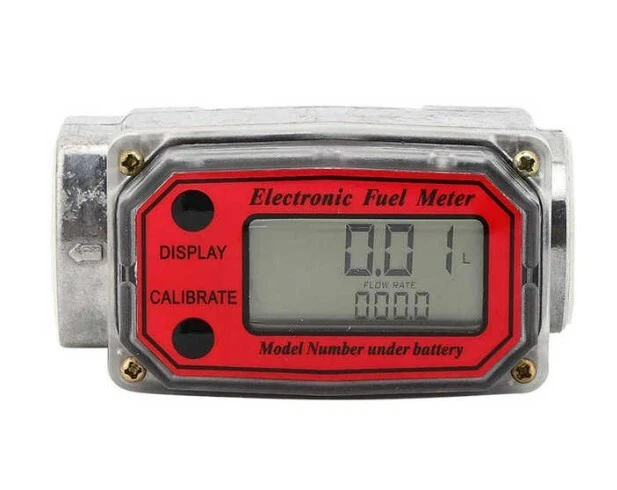 Electronic Fuel Meter
DISPLAY
0.01 L
FLOW RATE
CALIBRATE
000.0
Model Number under battery